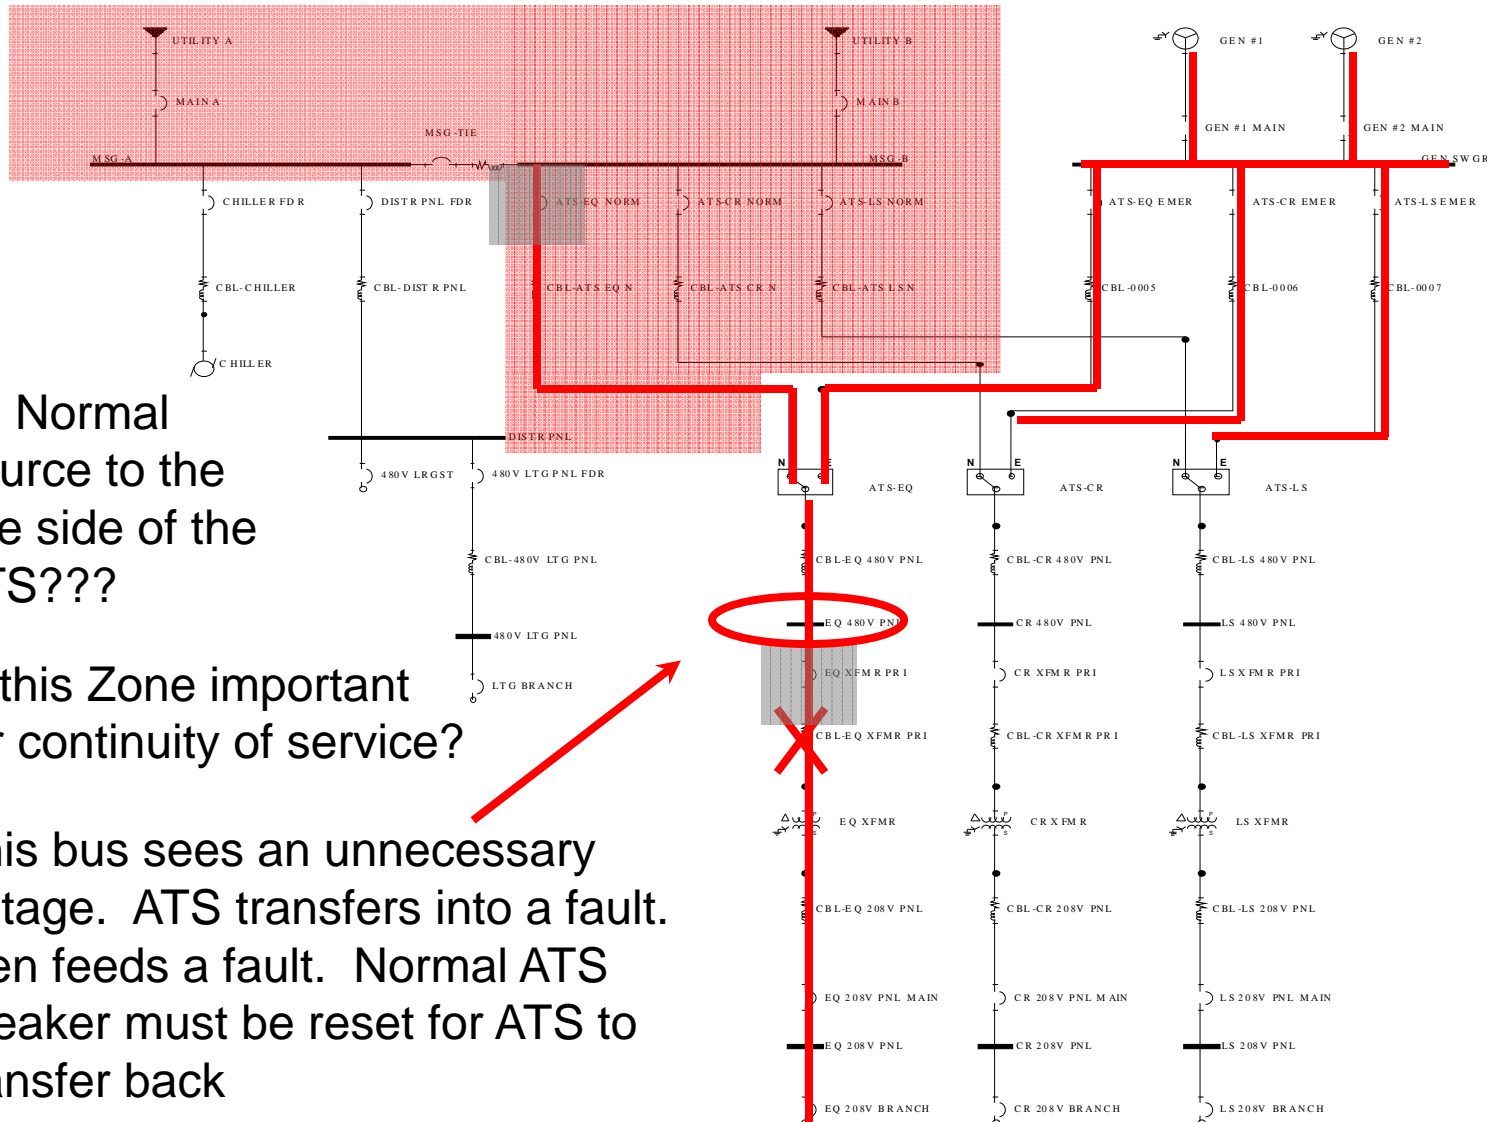 UTILITY A
UTILITY B
GEN #1
GEN #2
MAIN A
MAIN B
GEN #1 MAIN
GEN #2 MAIN
MSG-TIE
MSG-A
MSG-B
GEN SWGR
CHILLER FDR
DISTR PNL FDR
ATS-EQ NORM
ATS-CR NORM
ATS-LS NORM
ATS-EQ EMER
ATS-CR EMER
ATS-LS EMER
CBL-CHILLER
CBL-DISTR PNL
CBL-ATS EQ N
CBL-ATS CR N
CBL-ATS LS N
CBL-0005
CBL-0006
CBL-0007
CHILLER
Normal
urce to the
e side of the
TS???
DISTR PNL
480V LRGST
480V LTG PNL FDR
N E
ATS-EQ
N E
ATS-CR
N E
ATS-LS
CBL-480V LTG PNL
CBL-EQ 480V PNL
CBL-CR 480V PNL
CBL-LS 480V PNL
480V LTG PNL
EQ 480V PNL
CR 480V PNL
LS 480V PNL
LTG BRANCH
EQ XFMR PRI
CR XFMR PRI
LS XFMR PRI
this Zone important
r continuity of service?
CBL-EQ XFMR PRI
CBL-CR XFMR PRI
CBL-LS XFMR PRI
P
S
EQ XFMR
P
S
CR XFMR
P
S
LS XFMR
his bus sees an unnecessary
tage. ATS transfers into a fault.
en feeds a fault. Normal ATS
eaker must be reset for ATS to
ansfer back
CBL-EQ 208V PNL
CBL-CR 208V PNL
CBL-LS 208V PNL
EQ 208V PNL MAIN
CR 208V PNL MAIN
LS 208V PNL MAIN
EQ 208V PNL
CR 208V PNL
LS 208V PNL
EQ 208V BRANCH
CR 208V BRANCH
LS 208V BRANCH